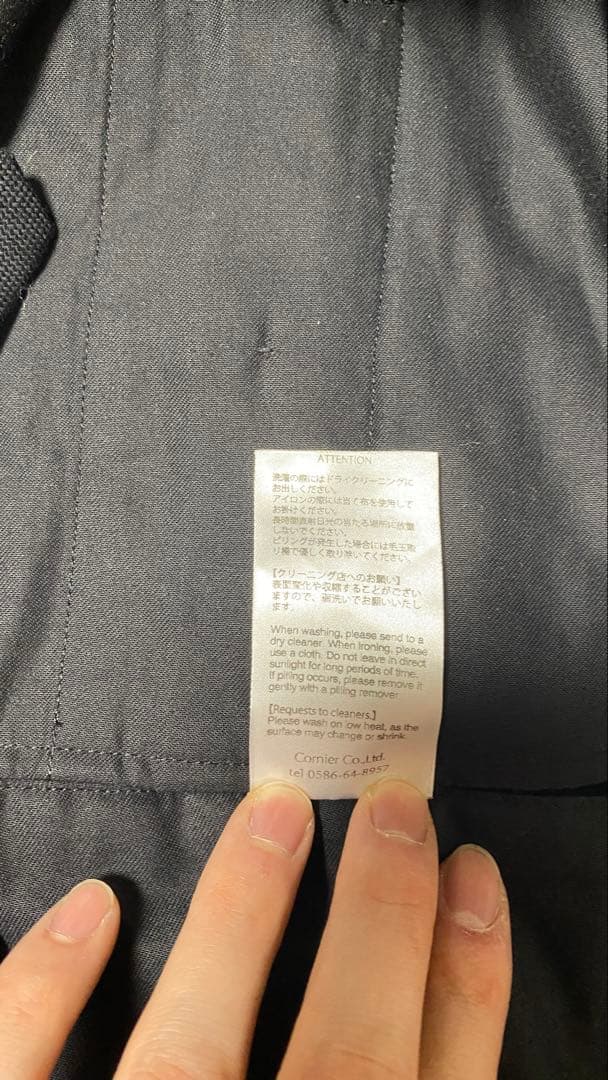 ATTENTION
洗濯の際にはドライクリーニングに
お出しください。
アイロンの際には当て布を使用して
お掛けください。
長時間直射日光の当たる場所に放置
しないでください。
ピリングが発生した場合には毛玉取
り機で優しく取り除いてください。
【クリーニング店へのお願い】
表面変化や収縮することがござい
ますので、弱洗いでお願いいたし
ます。
When washing, please send to a
dry cleaner. When ironing, please
use a cloth. Do not leave in direct
sunlight for long periods of time.
If piling occurs, please remove it
gently with a pilling remover
[Requests to cleaners.]
Please wash on low heat, as the
surface may change or shrink.
Cornier Co.,Ltd.
tel 0586-64-8957